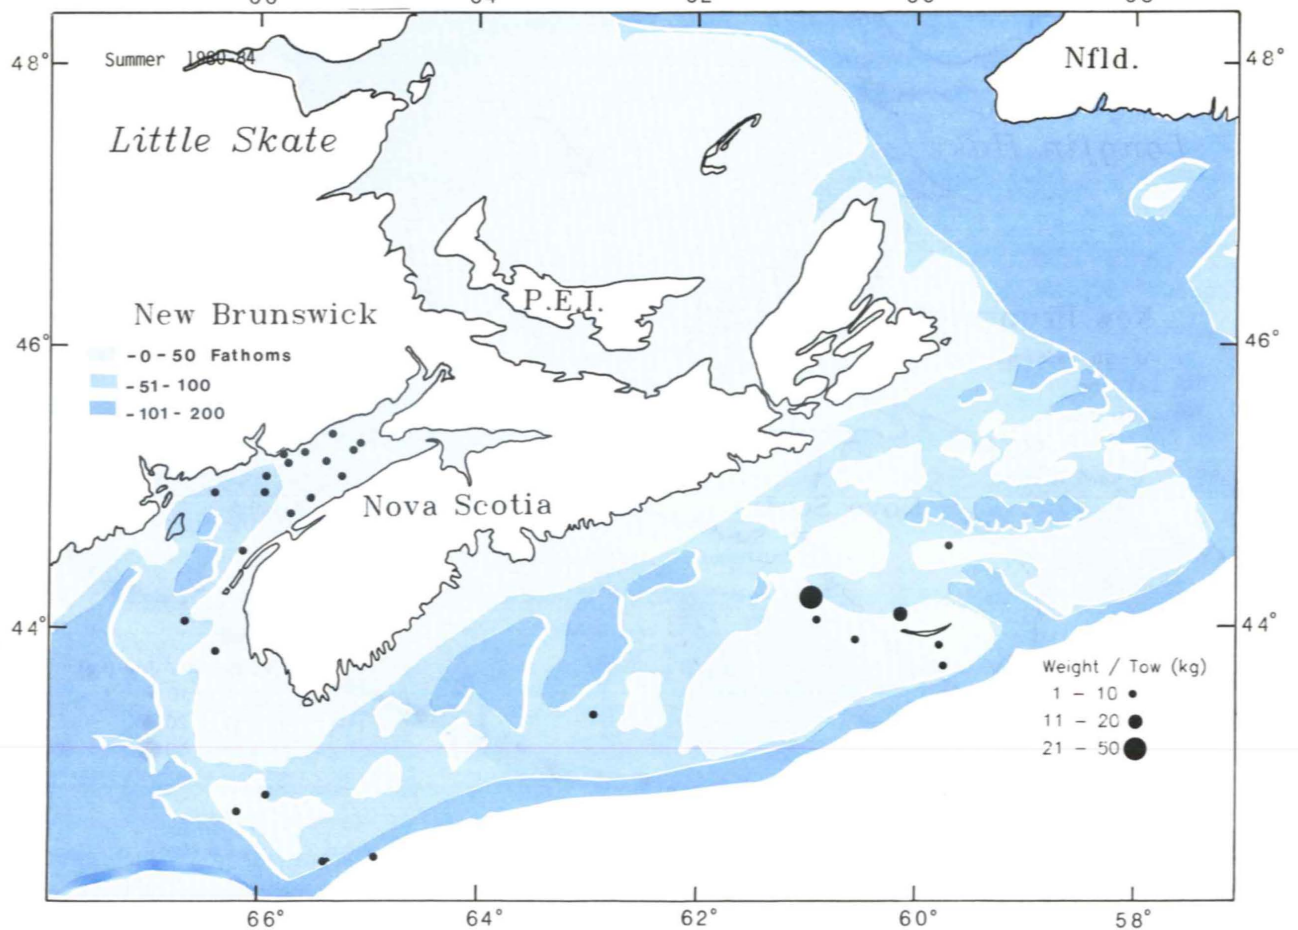 48°
Summer 1980-84
Nfld.
48°
Little Skate
P.E.I.
New Brunswick
46°
-0-50 Fathoms
46°
-51-100
-101-200
Nova Scotia
44°
44°
Weight / Tow (kg)
1 - 10
11 - 20
21 - 50
66°
64°
62°
60°
58°